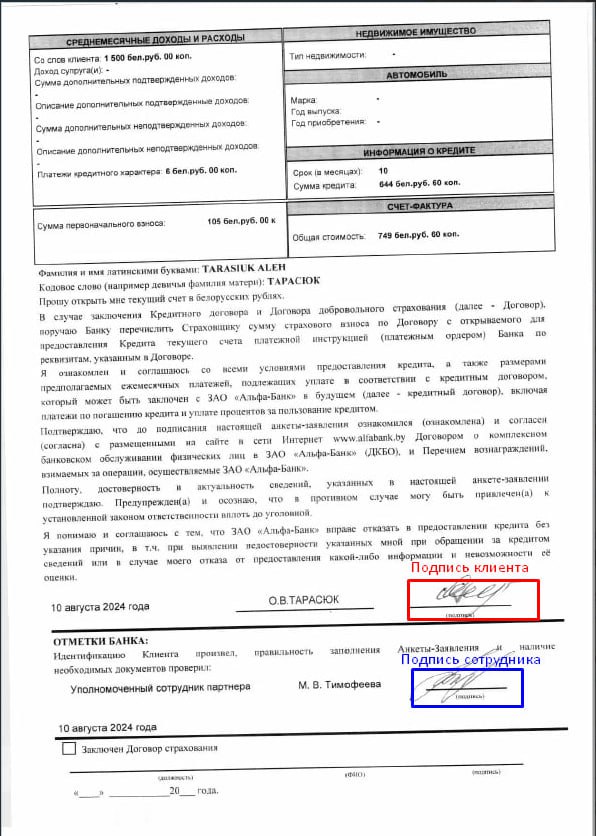 СРЕДНЕМЕСЯЧНЫЕ ДОХОДЫ И РАСХОДЫ
Со слов клиента: 1 500 бел.руб. 00 коп.
Доход супруга(и): -
Сумма дополнительных подтвержденных доходов:
-
Описание дополнительных подтвержденные доходов:
-
Сумма дополнительных неподтвержденных доходов:
-
Описание дополнительных неподтвержденных доходов:
-
Платежи кредитного характера: 6 бел.руб. 00 коп.
НЕДВИЖИМОЕ ИМУЩЕСТВО
Тип недвижимости: -
АВТОМОБИЛЬ
Марка: -
Год выпуска:
Год приобретения: -
ИНФОРМАЦИЯ О КРЕДИТЕ
Срок (в месяцах): 10
Сумма кредита: 644 бел.руб. 60 коп.
Сумма первоначального взноса: 105 бел.руб. 00 к
СЧЕТ-ФАКТУРА
Общая стоимость: 749 бел.руб. 60 коп.
Фамилия и имя латинскими буквами: TARASIUK ALEH
Кодовое слово (например девичья фамилия матери): ТАРАСЮК
Прошу открыть мне текущий счет в белорусских рублях.
В случае заключения Кредитного договора и Договора добровольного страхования (далее - Договор),
поручаю Банку перечислить Страховщику сумму страхового взноса по Договору с открываемого для
предоставления Кредита текущего счета платежной инструкцией (платежным ордером) Банка по
реквизитам, указанным в Договоре.
Я ознакомлен и соглашаюсь со всеми условиями предоставления кредита, а также размерами
предполагаемых ежемесячных платежей, подлежащих уплате в соответствии с кредитным договором,
который может быть заключен с ЗАО «Альфа-Банк» в будущем (далее - кредитный договор), включая
платежи по погашению кредита и уплате процентов за пользование кредитом.
Подтверждаю, что до подписания настоящей анкеты-заявления ознакомился (ознакомлена) и согласен
(согласна) с размещенными на сайте в сети Интернет www.alfabank.by Договором о комплексном
банковском обслуживании физических лиц в ЗАО «Альфа-Банк» (ДКБО), и Перечнем вознаграждений,
взимаемых за операции, осуществляемые ЗАО «Альфа-Банк».
Полноту, достоверность и актуальность сведений, указанных в настоящей анкете-заявлении
подтверждаю. Предупрежден(а) и осознаю, что в противном случае могу быть привлечен(а) к
установленной законом ответственности вплоть до уголовной.
Я понимаю и соглашаюсь с тем, что ЗАО «Альфа-Банк» вправе отказать в предоставлении кредита без
указания причин, в т.ч. при выявлении недостоверности указанных мной при обращении за кредитом
сведений или в случае моего отказа от предоставления какой-либо информации и невозможности её
оценки.
Подпись клиента
10 августа 2024 года О.В.ТАРАСЮК
(подпись)
ОТМЕТКИ БАНКА:
Идентификацию Клиента произвел, правильность заполнения Анкеты-Заявления и наличие
необходимых документов проверил:
Подпись сотрудника
Уполномоченный сотрудник партнера М. В. Тимофеева
(подпись)
10 августа 2024 года
Заключен Договор страхования
(должность) (ФИО) (подпись)
«____» ____________20___ года.